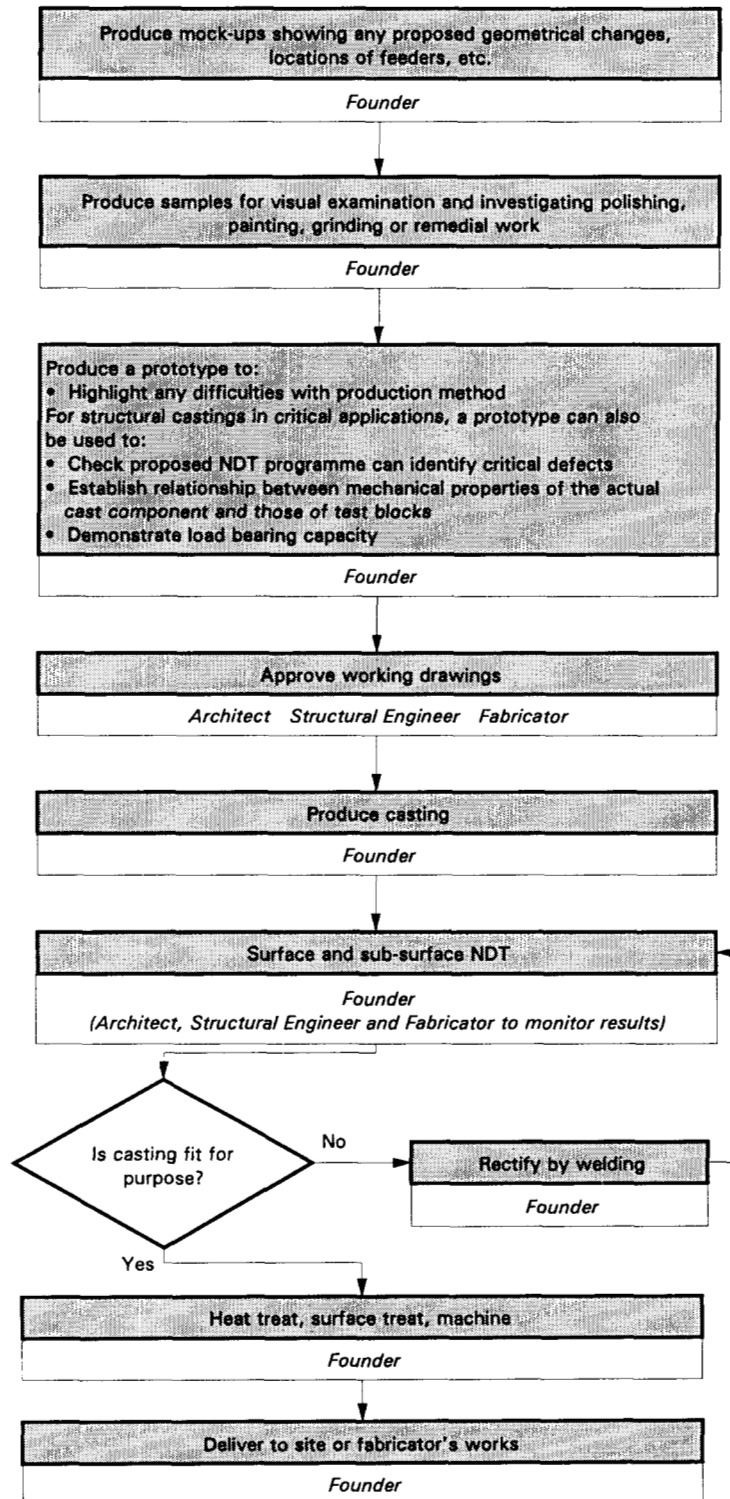 Produce mock-ups showing any proposed geometrical changes,
locations of feeders, etc.
Founder
Produce samples for visual examination and investigating polishing,
painting, grinding or remedial work
Founder
Produce a prototype to:
• Highlight any difficulties with production method
For structural castings in critical applications, a prototype can also
be used to:
• Check proposed NDT programme can identify critical defects
• Establish relationship between mechanical properties of the actual
cast component and those of test blocks
• Demonstrate load bearing capacity
Founder
Approve working drawings
Architect Structural Engineer Fabricator
Produce casting
Founder
Surface and sub-surface NDT
Founder
(Architect, Structural Engineer and Fabricator to monitor results)
Is casting fit for
purpose?
No
Rectify by welding
Founder
Yes
Heat treat, surface treat, machine
Founder
Deliver to site or fabricator's works
Founder